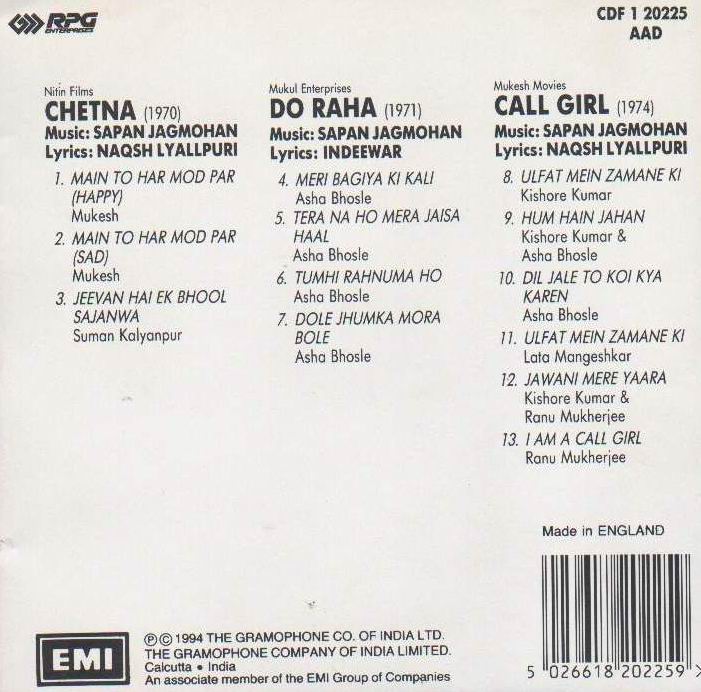 RPG
ENTERPRISES
CDF 1 20225
AAD
Nitin Films
CHETNA (1970)
Music: SAPAN JAGMOHAN
Lyrics: NAQSH LYALLPURI
1. MAIN TO HAR MOD PAR
(HAPPY)
Mukesh
2. MAIN TO HAR MOD PAR
(SAD)
Mukesh
3. JEEVAN HAI EK BHOOL
SAJANWA
Suman Kalyanpur
Mukul Enterprises
DO RAHA (1971)
Music: SAPAN JAGMOHAN
Lyrics: INDEEWAR
4. MERI BAGIYA KI KALI
Asha Bhosle
5. TERA NA HO MERA JAISA
HAAL
Asha Bhosle
6. TUMHI RAHNUMA HO
Asha Bhosle
7. DOLE JHUMKA MORA
BOLE
Asha Bhosle
Mukesh Movies
CALL GIRL (1974)
Music: SAPAN JAGMOHAN
Lyrics: NAQSH LYALLPURI
8. ULFAT MEIN ZAMANE KI
Kishore Kumar
9. HUM HAIN JAHAN
Kishore Kumar &
Asha Bhosle
10. DIL JALE TO KOI KYA
KAREN
Asha Bhosle
11. ULFAT MEIN ZAMANE KI
Lata Mangeshkar
12. JAWANI MERE YAARA
Kishore Kumar &
Ranu Mukherjee
13. I AM A CALL GIRL
Ranu Mukherjee
Made in ENGLAND
EMI
℗ © 1994 THE GRAMOPHONE CO. OF INDIA LTD.
THE GRAMOPHONE COMPANY OF INDIA LIMITED.
Calcutta • India
An associate member of the EMI Group of Companies
5 026618 202259 >